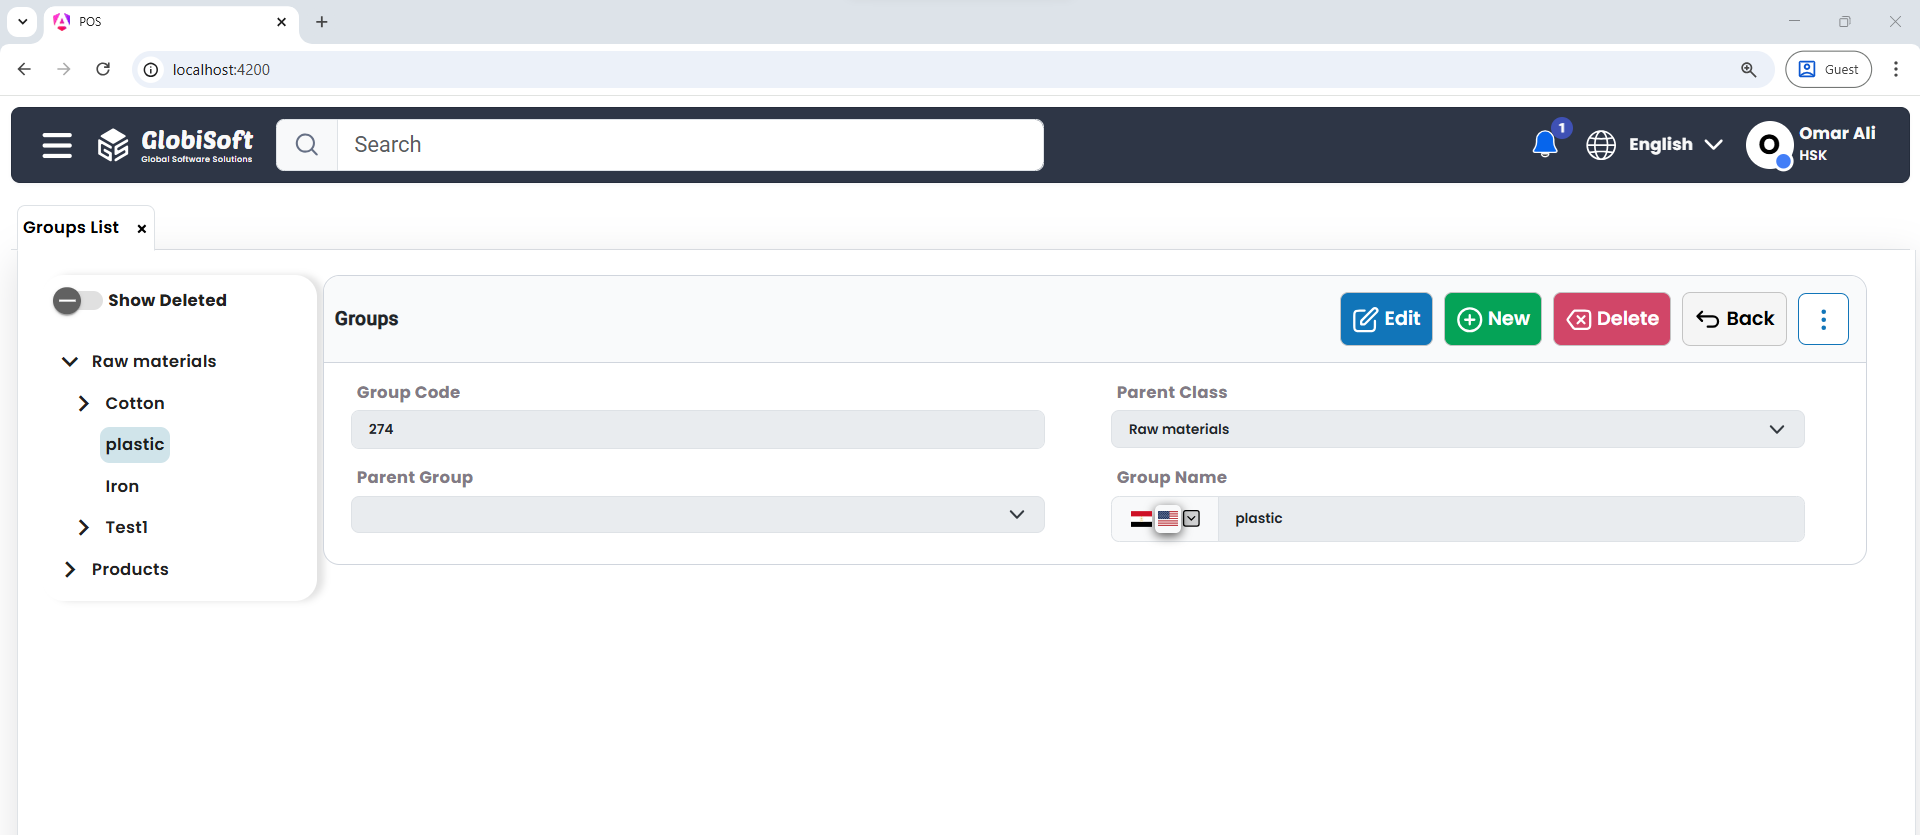 POS
localhost:4200
Guest
GlobiSoft
Global Software Solutions
Search
1
English
O
Omar Ali
HSK
Groups List
Show Deleted
Raw materials
Cotton
plastic
Iron
Test1
Products
Groups
Edit
New
Delete
Back
Group Code
274
Parent Class
Raw materials
Parent Group
Group Name
plastic